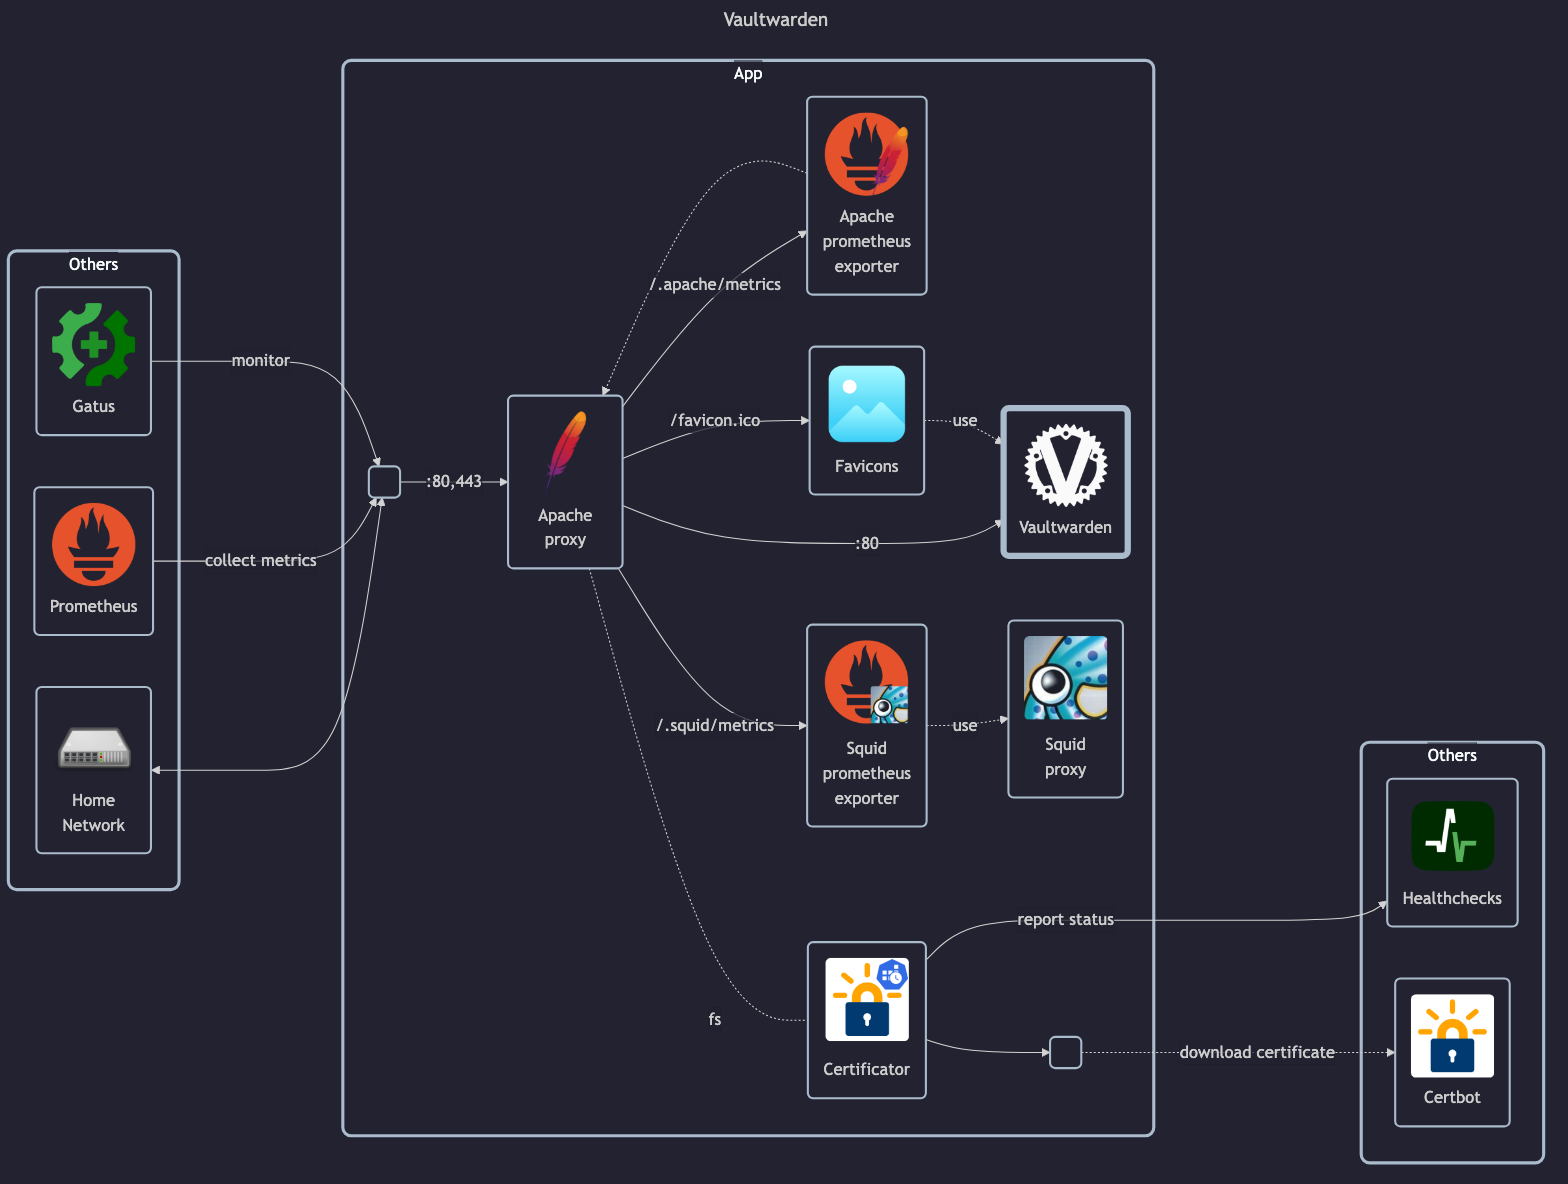 Vaultwarden
App
Others
Gatus
Prometheus
Home
Network
monitor
collect metrics
:80,443
Apache
proxy
/.apache/metrics
/favicon.ico
:80
/.squid/metrics
fs
Apache
prometheus
exporter
Favicons
use
Vaultwarden
Squid
prometheus
exporter
use
Squid
proxy
Certificator
report status
download certificate
Others
Healthchecks
Certbot